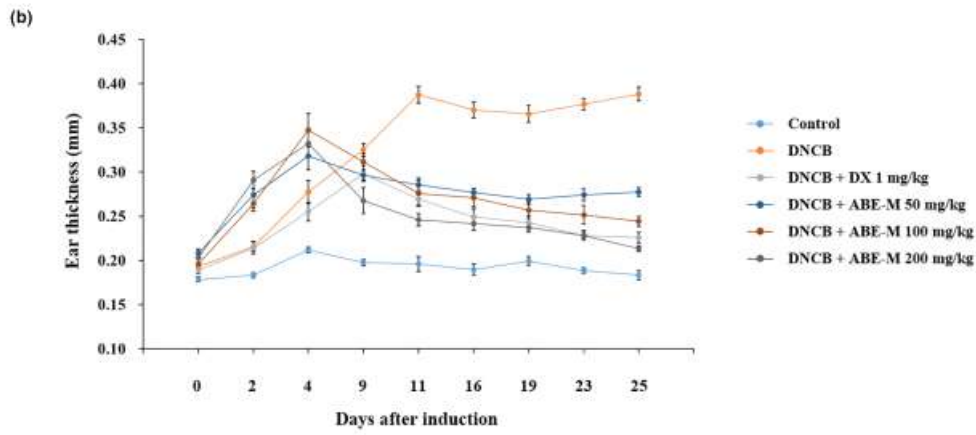 (b)
0.45
0.40
0.35
0.30
0.25
0.20
0.15
0.10
Ear thickness (mm)
0 2 4 9 11 16 19 23 25
Days after induction
Control
DNCB
DNCB + DX 1 mg/kg
DNCB + ABE-M 50 mg/kg
DNCB + ABE-M 100 mg/kg
DNCB + ABE-M 200 mg/kg